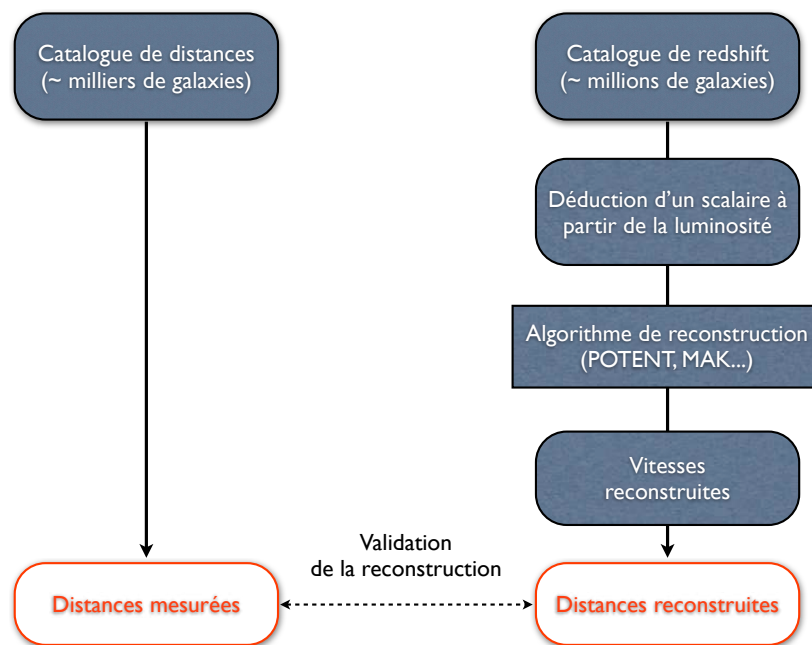 Catalogue de distances
(~ milliers de galaxies)
Catalogue de redshift
(~ millions de galaxies)
Déduction d'un scalaire à
partir de la luminosité
Algorithme de reconstruction
(POTENT, MAK...)
Vitesses
reconstruites
Validation
de la reconstruction
Distances mesurées
Distances reconstruites